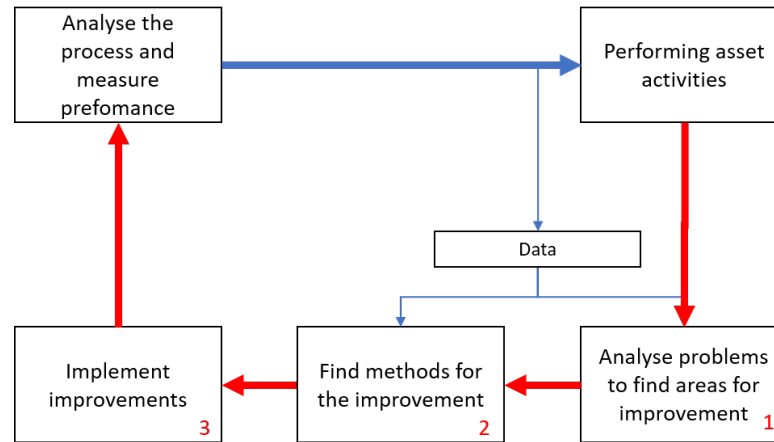 Analyse the
process and
measure
prefomance
Performing asset
activities
Data
Implement
improvements
3
Find methods for
the improvement
2
Analyse problems
to find areas for
improvement
1